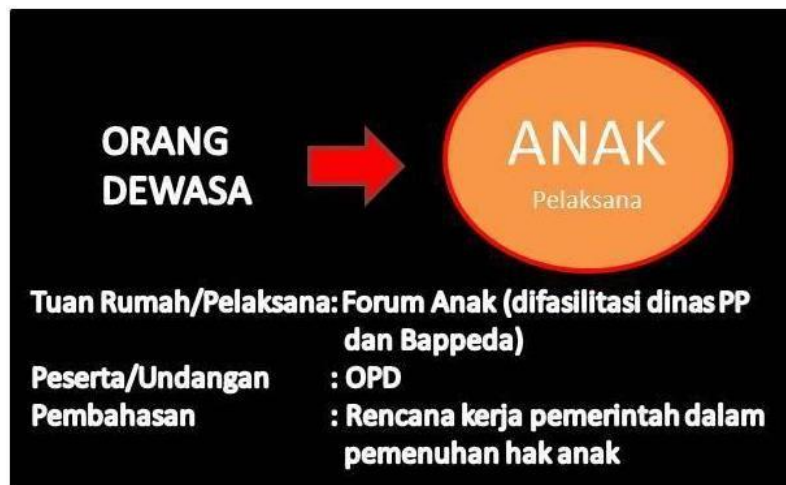 ORANG
DEWASA
ANAK
Pelaksana
Tuan Rumah/Pelaksana: Forum Anak (difasilitasi dinas PP
dan Bappeda)
Peserta/Undangan : OPD
Pembahasan : Rencana kerja pemerintah dalam
pemenuhan hak anak